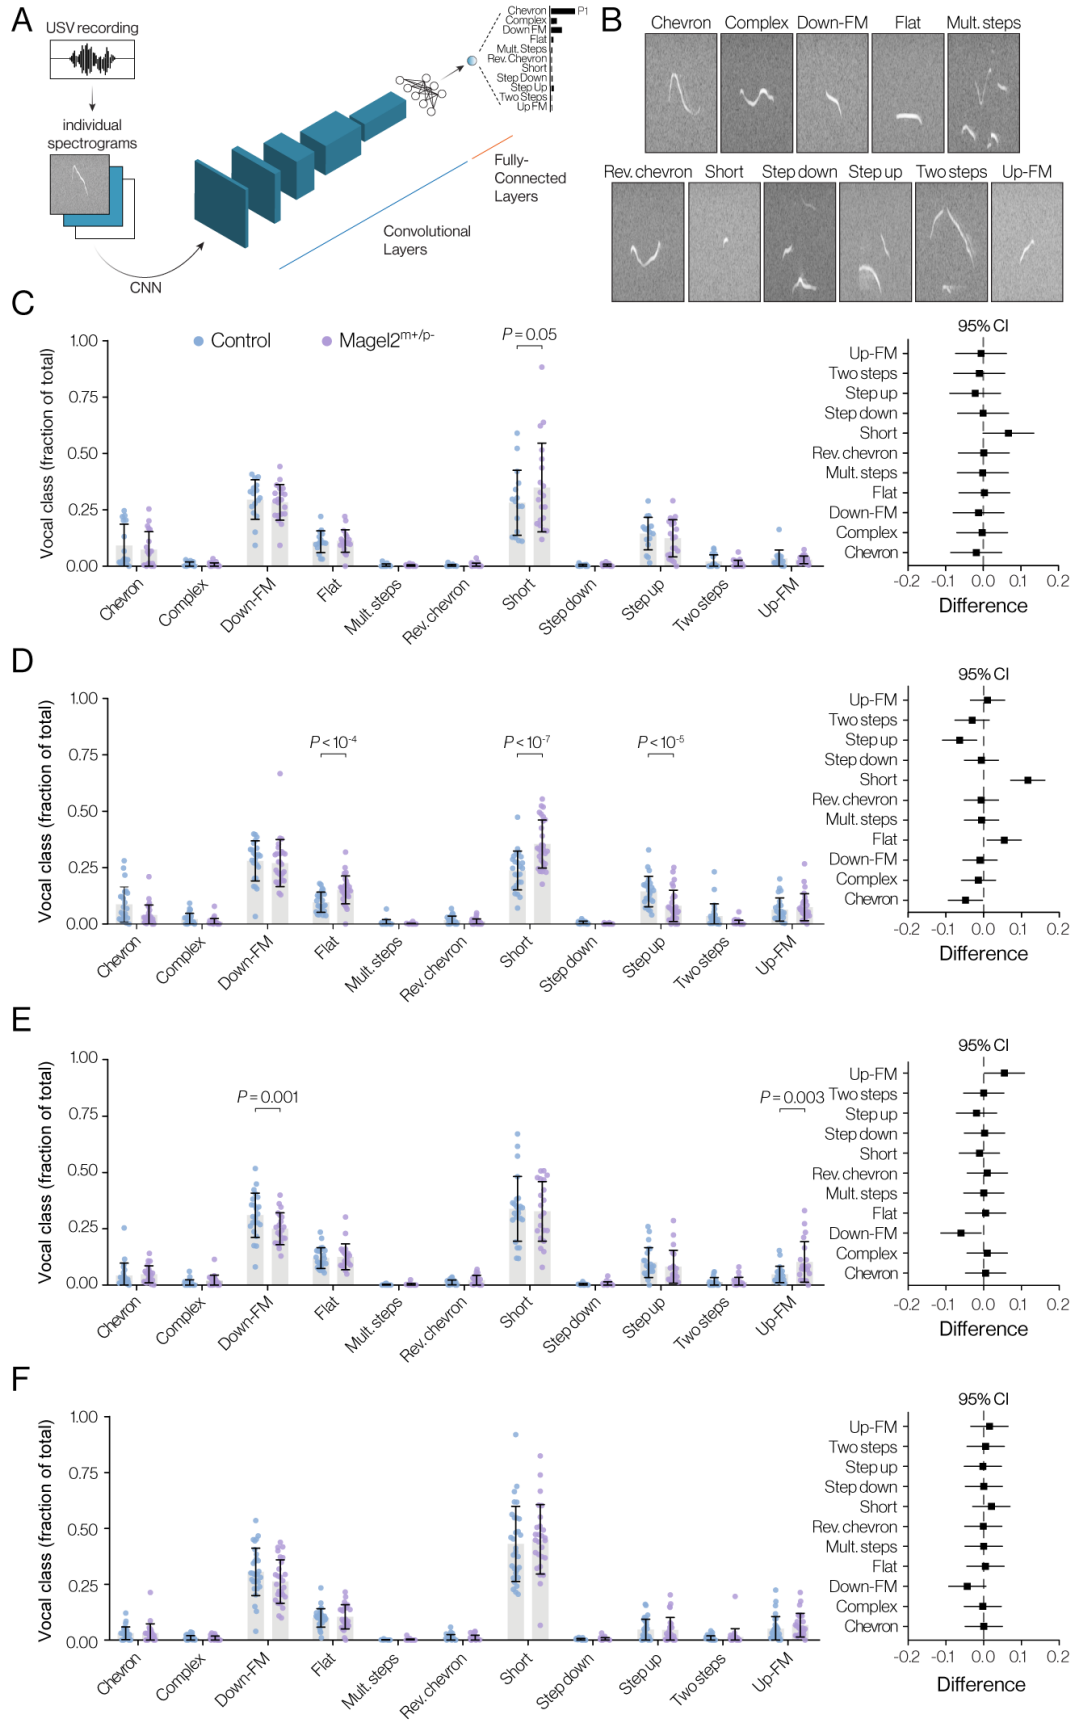 A
USV recording
individual
spectrograms
CNN
Convolutional
Layers
Fully-
Connected
Layers
Chevron
Complex
Down FM
Flat
Mult. Steps
Rev. Chevron
Short
Step Down
Step Up
Two Steps
Up FM
P1
B
Chevron Complex Down-FM Flat Mult. steps
Rev. chevron Short Step down Step up Two steps Up-FM
C
Control Magel2m+/p-
Vocal class (fraction of total)
1.00
0.75
0.50
0.25
0.00
P = 0.05
Chevron Complex Down-FM Flat Mult. steps Rev. chevron Short Step down Step up Two steps Up-FM
95% CI
Up-FM
Two steps
Step up
Step down
Short
Rev. chevron
Mult. steps
Flat
Down-FM
Complex
Chevron
-0.2 -0.1 0.0 0.1 0.2
Difference
D
Vocal class (fraction of total)
1.00
0.75
0.50
0.25
0.00
P < 10-4 P < 10-7 P < 10-5
Chevron Complex Down-FM Flat Mult. steps Rev. chevron Short Step down Step up Two steps Up-FM
95% CI
Up-FM
Two steps
Step up
Step down
Short
Rev. chevron
Mult. steps
Flat
Down-FM
Complex
Chevron
-0.2 -0.1 0.0 0.1 0.2
Difference
E
Vocal class (fraction of total)
1.00
0.75
0.50
0.25
0.00
P = 0.001 P = 0.003
Chevron Complex Down-FM Flat Mult. steps Rev. chevron Short Step down Step up Two steps Up-FM
95% CI
Up-FM
Two steps
Step up
Step down
Short
Rev. chevron
Mult. steps
Flat
Down-FM
Complex
Chevron
-0.2 -0.1 0.0 0.1 0.2
Difference
F
Vocal class (fraction of total)
1.00
0.75
0.50
0.25
0.00
Chevron Complex Down-FM Flat Mult. steps Rev. chevron Short Step down Step up Two steps Up-FM
95% CI
Up-FM
Two steps
Step up
Step down
Short
Rev. chevron
Mult. steps
Flat
Down-FM
Complex
Chevron
-0.2 -0.1 0.0 0.1 0.2
Difference